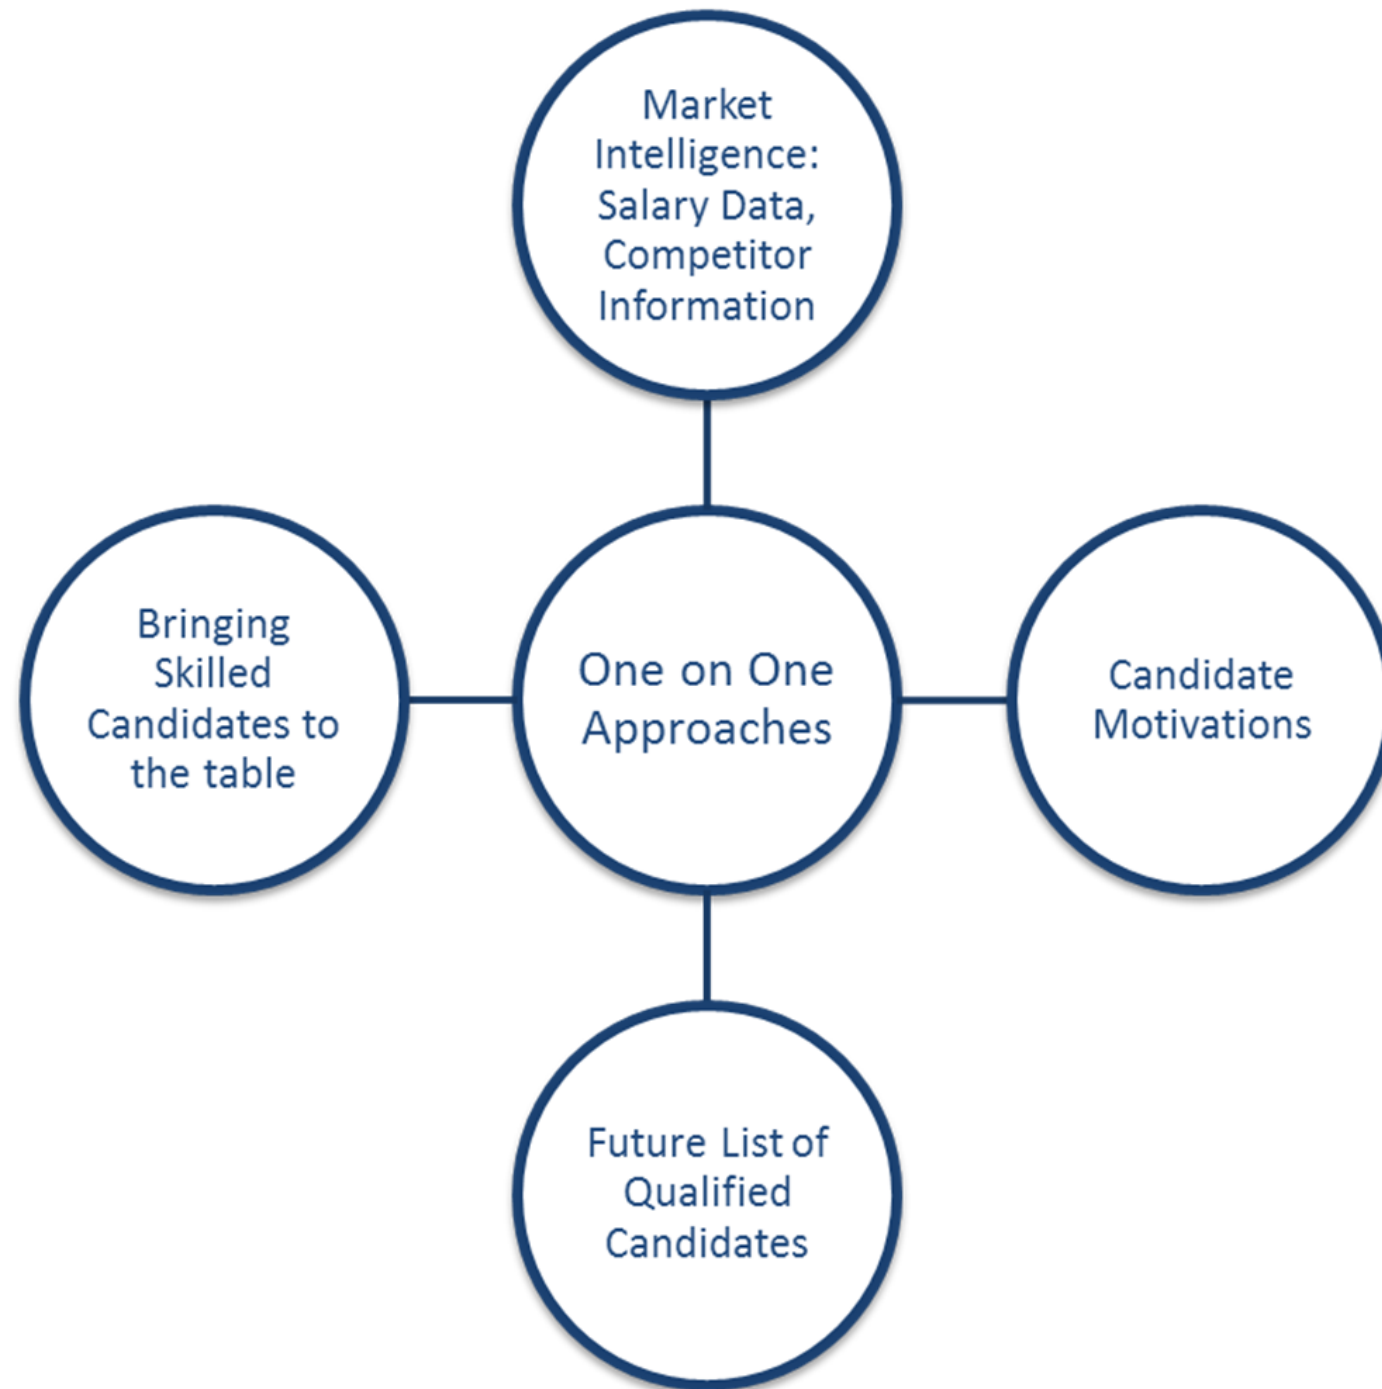 Market
Intelligence:
Salary Data,
Competitor
Information
Bringing
Skilled
Candidates to
the table
One on One
Approaches
Candidate
Motivations
Future List of
Qualified
Candidates